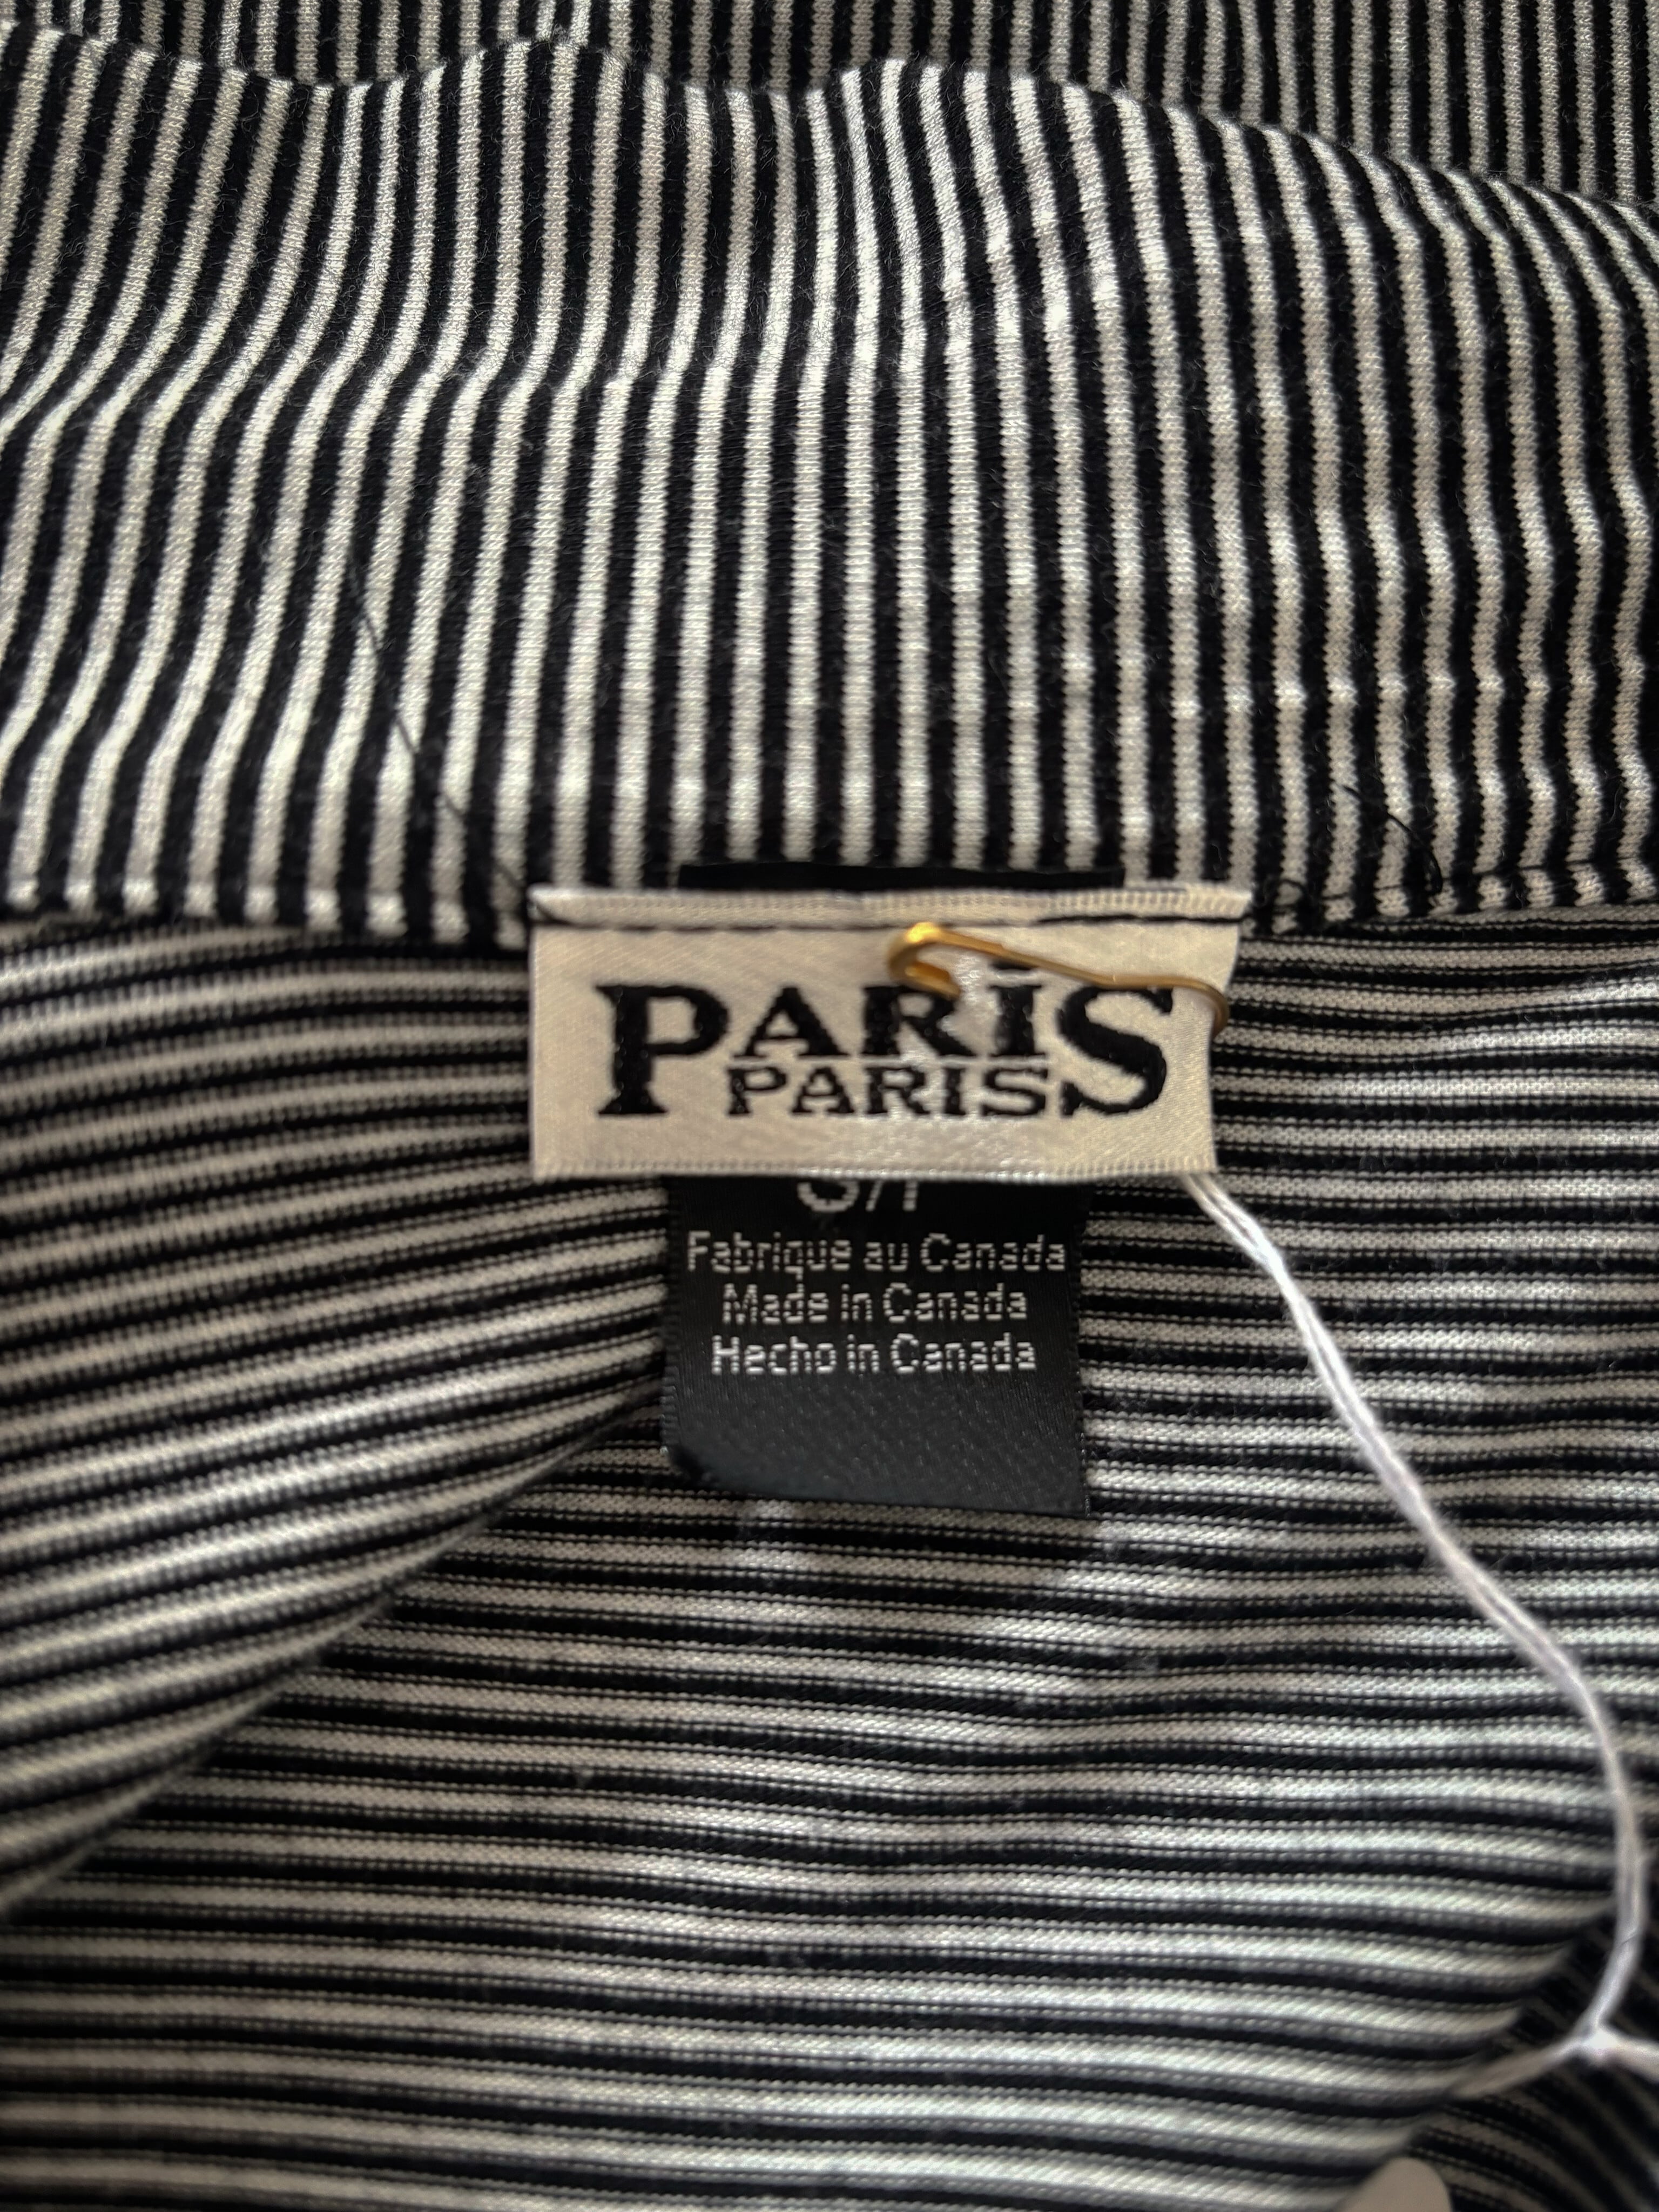 PARIS
PARIS
S/P
Fabrique au Canada
Made in Canada
Hecho in Canada